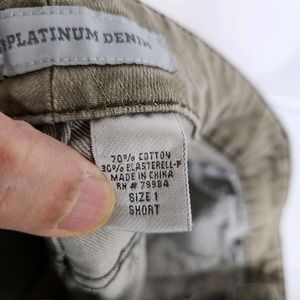 PLATINUM DENIM
70% COTTON
30% ELASTERELL-P
MADE IN CHINA
RN # 79984
SIZE 1
SHORT